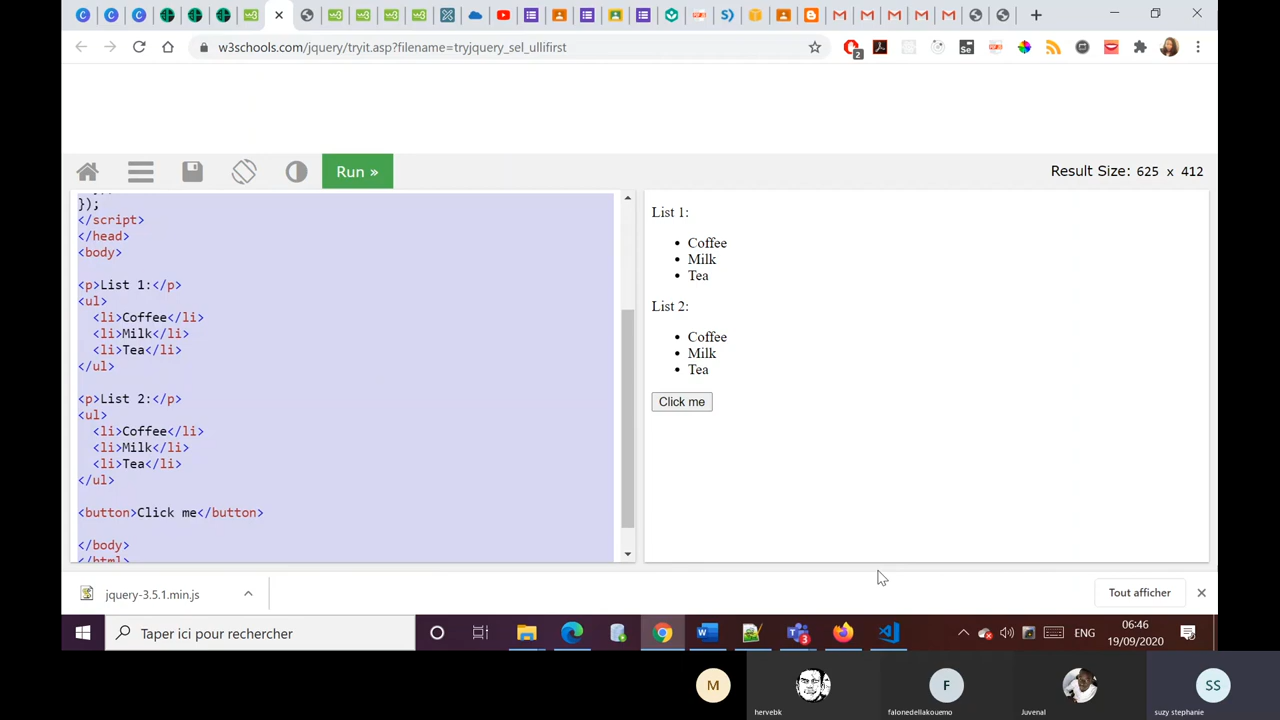 w3schools.com/jquery/tryit.asp?filename=tryjquery_sel_ullifirst
2
Run »
Result Size: 625 x 412
});
</script>
</head>
<body>
<p>List 1:</p>
<ul>
<li>Coffee</li>
<li>Milk</li>
<li>Tea</li>
</ul>
<p>List 2:</p>
<ul>
<li>Coffee</li>
<li>Milk</li>
<li>Tea</li>
</ul>
<button>Click me</button>
</body>
</html>
List 1:
• Coffee
• Milk
• Tea
List 2:
• Coffee
• Milk
• Tea
Click me
jquery-3.5.1.min.js
Tout afficher
Taper ici pour rechercher
3
ENG
06:46
19/09/2020
M
hervebk
F
falonedellakouemo
Juvenal
SS
suzy stephanie